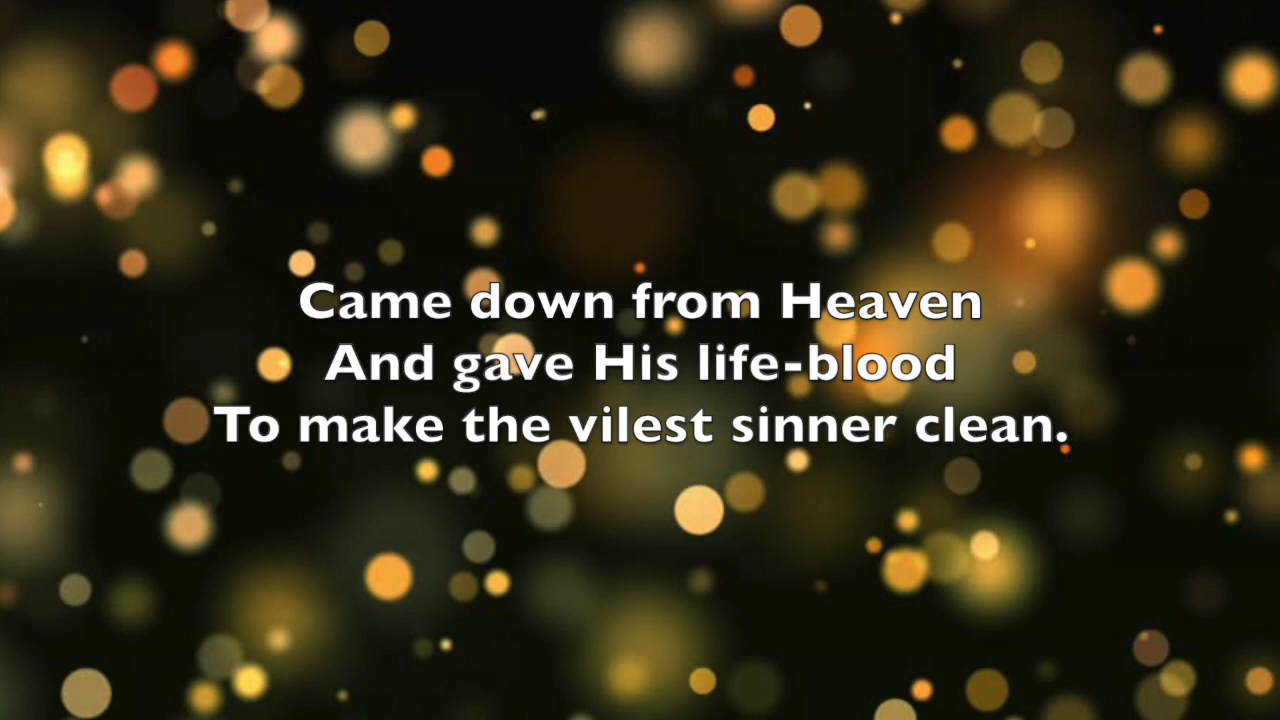 Came down from Heaven
And gave His life-blood
To make the vilest sinner clean.